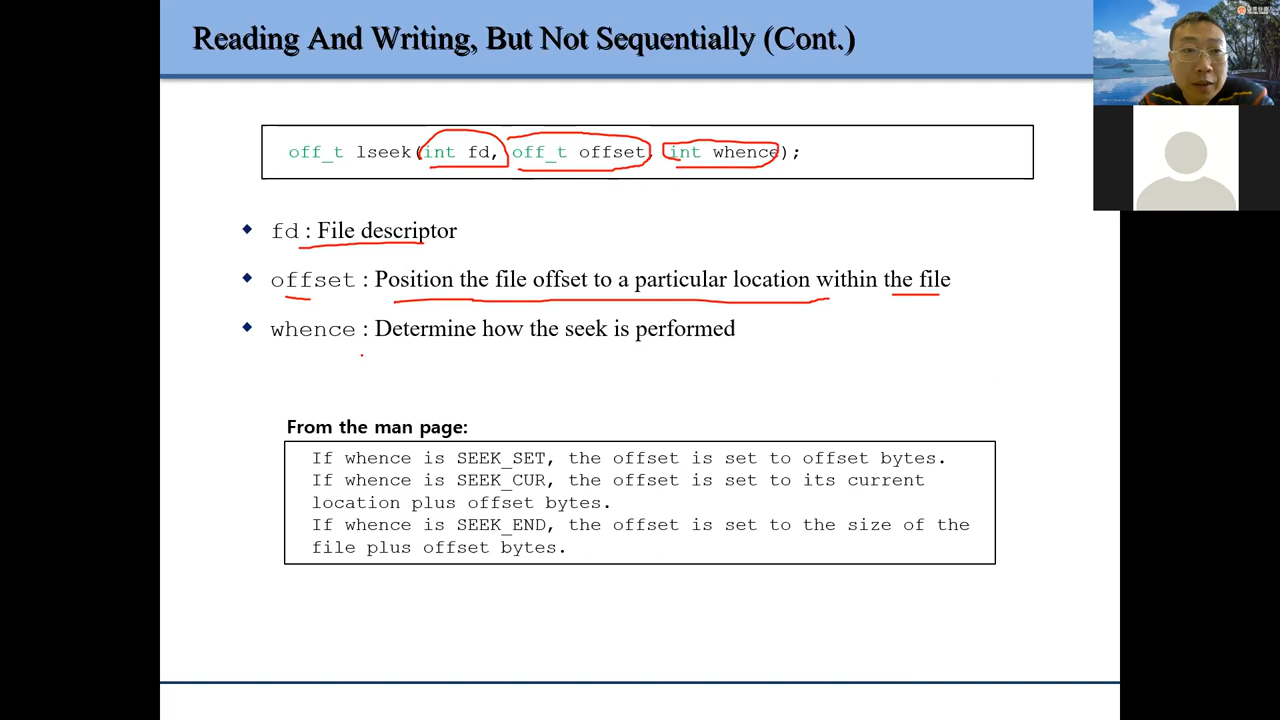 Reading And Writing, But Not Sequentially (Cont.)
off_t lseek(int fd, off_t offset, int whence);
fd : File descriptor
offset : Position the file offset to a particular location within the file
whence : Determine how the seek is performed
From the man page:
If whence is SEEK_SET, the offset is set to offset bytes.
If whence is SEEK_CUR, the offset is set to its current
location plus offset bytes.
If whence is SEEK_END, the offset is set to the size of the
file plus offset bytes.